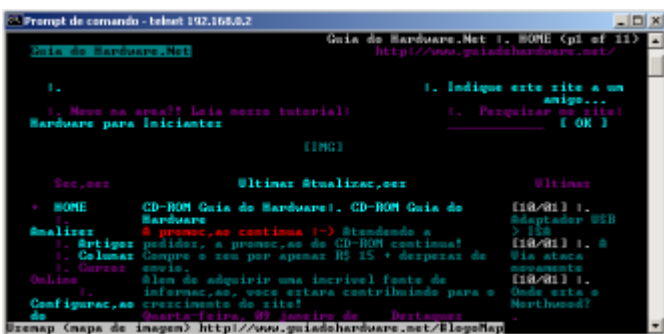 Prompt de comando - telnet 192.168.0.2
Guia do Hardware.Net |. HOME (p1 of 11)
Guia do Hardware.Net http://www.guiadohardware.net/
|. |. Indique este site a um
amigo...
|. Novo na area?! Leia nosso tutorial! |. Pesquisar no site!
Hardware para Iniciantes [ OK ]
[IMG]
Sec,oes Ultimas Atualizac,oes Ultimas
+ HOME CD-ROM Guia do Hardware!. CD-ROM Guia do [10/01] |.
|. Hardware Adaptador USB
Analises A promoc,ao continua !-) Atendendo a > ISA
|. Artigos pedidos, a promoc,ao do CD-ROM continua! [10/01] |. A
|. Colunas Compre o seu por apenas R$ 15 + despezas de Via ataca
|. Cursos envio. novamente
OnLine Alem de adquirir uma incrivel fonte de [10/01] |.
|. informac,ao, voce estara contribuindo para o Onde esta o
Configurac,ao crescimento do site! Northwood?
do Quarta-feira, 09 janeiro de Destaques .
Usemap (mapa de imagem) http://www.guiadohardware.net/#logoMap